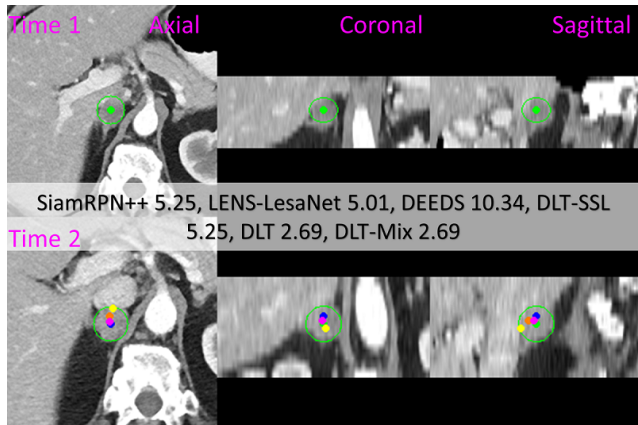 Time 1 Axial Coronal Sagittal
SiamRPN++ 5.25, LENS-LesaNet 5.01, DEEDS 10.34, DLT-SSL
5.25, DLT 2.69, DLT-Mix 2.69
Time 2